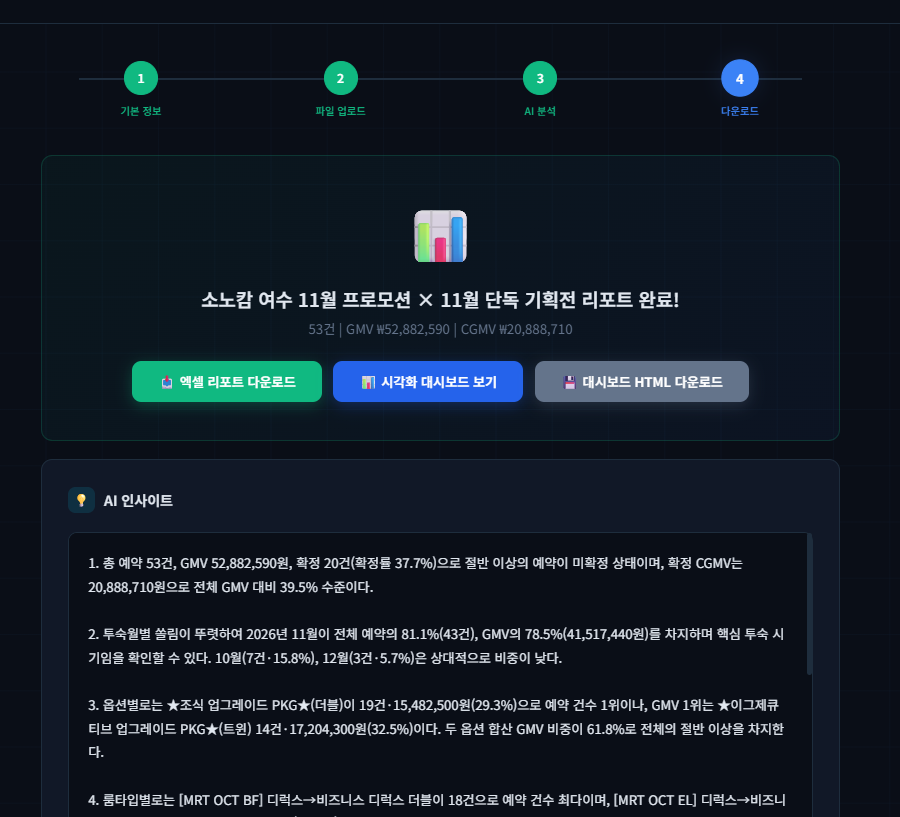 1
2
3
4
기본 정보
파일 업로드
AI 분석
다운로드
소노캄 여수 11월 프로모션 × 11월 단독 기획전 리포트 완료!
53건 | GMV ₩52,882,590 | CGMV ₩20,888,710
엑셀 리포트 다운로드
시각화 대시보드 보기
대시보드 HTML 다운로드
AI 인사이트
1. 총 예약 53건, GMV 52,882,590원, 확정 20건(확정률 37.7%)으로 절반 이상의 예약이 미확정 상태이며, 확정 CGMV는
20,888,710원으로 전체 GMV 대비 39.5% 수준이다.
2. 투숙월별 쏠림이 뚜렷하여 2026년 11월이 전체 예약의 81.1%(43건), GMV의 78.5%(41,517,440원)를 차지하며 핵심 투숙 시
기임을 확인할 수 있다. 10월(7건·15.8%), 12월(3건·5.7%)은 상대적으로 비중이 낮다.
3. 옵션별로는 ★조식 업그레이드 PKG★(더블)이 19건·15,482,500원(29.3%)으로 예약 건수 1위이나, GMV 1위는 ★이그제큐
티브 업그레이드 PKG★(트윈) 14건·17,204,300원(32.5%)이다. 두 옵션 합산 GMV 비중이 61.8%로 전체의 절반 이상을 차지한
다.
4. 룸타입별로는 [MRT OCT BF] 디럭스→비즈니스 디럭스 더블이 18건으로 예약 건수 최다이며, [MRT OCT EL] 디럭스→비즈니